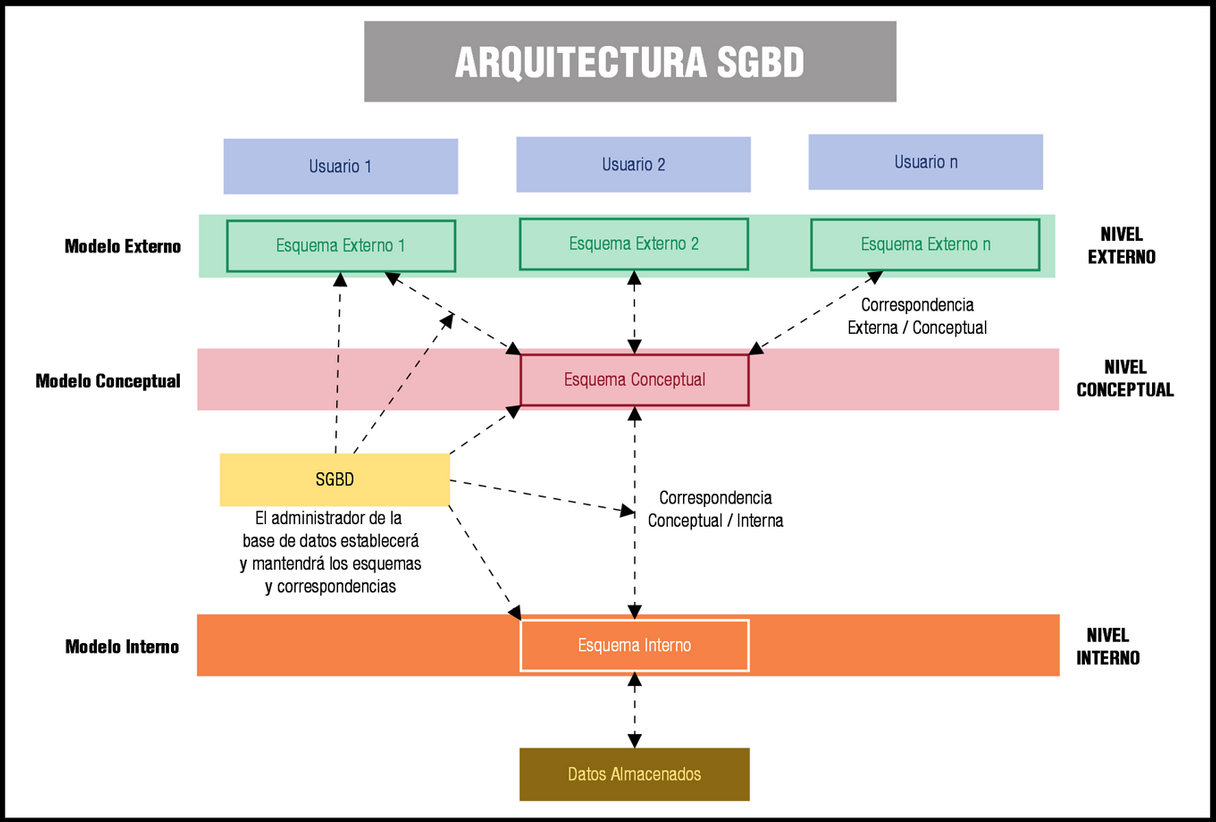 ARQUITECTURA SGBD
Usuario 1
Usuario 2
Usuario n
Modelo Externo
Esquema Externo 1
Esquema Externo 2
Esquema Externo n
NIVEL
EXTERNO
Correspondencia
Externa / Conceptual
Modelo Conceptual
Esquema Conceptual
NIVEL
CONCEPTUAL
SGBD
El administrador de la
base de datos establecerá
y mantendrá los esquemas
y correspondencias
Correspondencia
Conceptual / Interna
Modelo Interno
Esquema Interno
NIVEL
INTERNO
Datos Almacenados